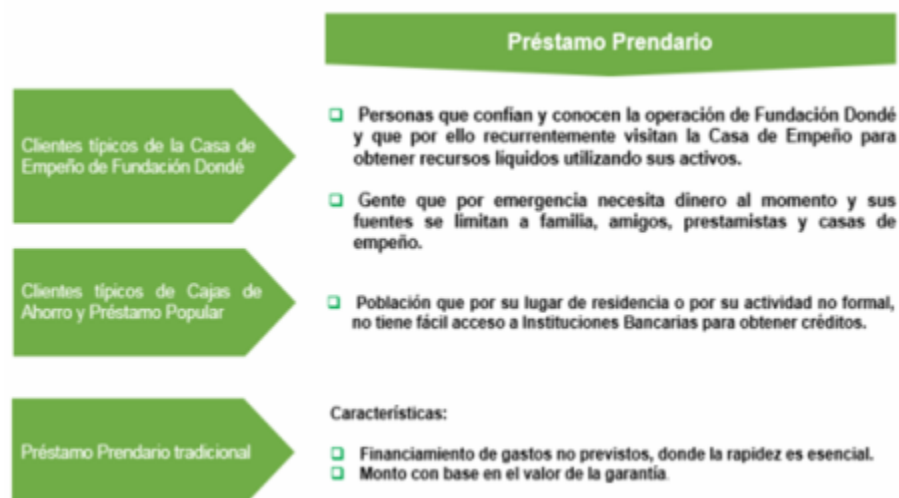 Préstamo Prendario
Clientes típicos de la Casa de
Empeño de Fundación Dondé
Personas que confían y conocen la operación de Fundación Dondé
y que por ello recurrentemente visitan la Casa de Empeño para
obtener recursos líquidos utilizando sus activos.
Gente que por emergencia necesita dinero al momento y sus
fuentes se limitan a familia, amigos, prestamistas y casas de
empeño.
Clientes típicos de Cajas de
Ahorro y Préstamo Popular
Población que por su lugar de residencia o por su actividad no formal,
no tiene fácil acceso a Instituciones Bancarias para obtener créditos.
Préstamo Prendario tradicional
Características:
Financiamiento de gastos no previstos, donde la rapidez es esencial.
Monto con base en el valor de la garantía.